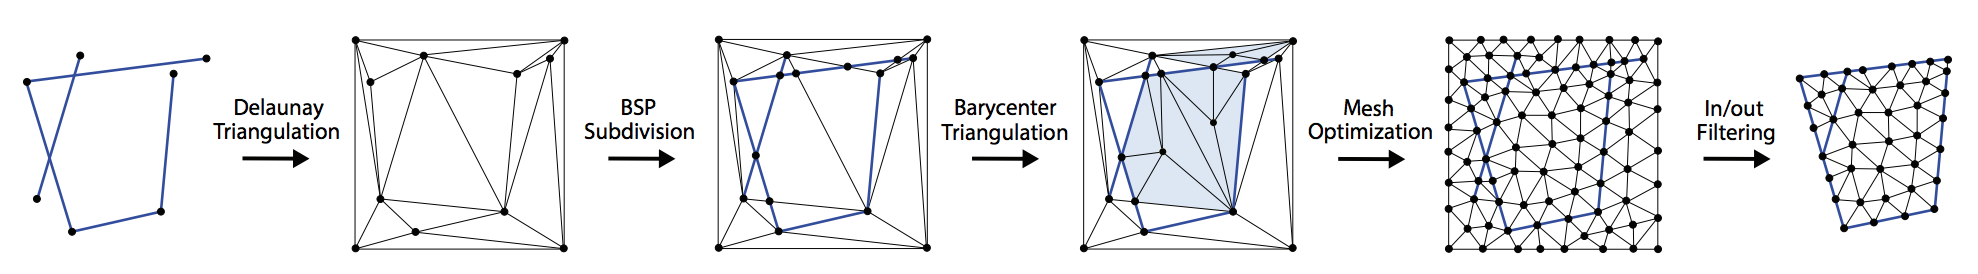 Delaunay
Triangulation
BSP
Subdivision
Barycenter
Triangulation
Mesh
Optimization
In/out
Filtering